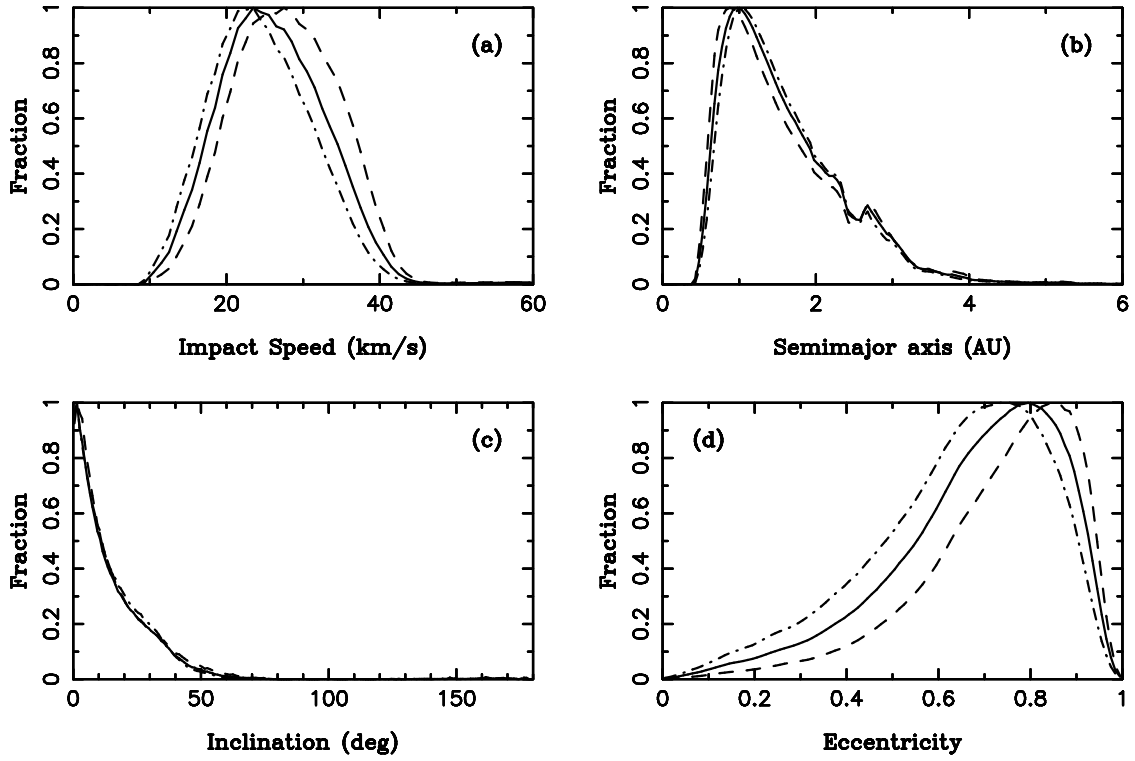 (a)
Fraction
0 0.2 0.4 0.6 0.8 1
0 20 40 60
Impact Speed (km/s)
(b)
Fraction
0 0.2 0.4 0.6 0.8 1
0 2 4 6
Semimajor axis (AU)
(c)
Fraction
0 0.2 0.4 0.6 0.8 1
0 50 100 150
Inclination (deg)
(d)
Fraction
0 0.2 0.4 0.6 0.8 1
0 0.2 0.4 0.6 0.8 1
Eccentricity